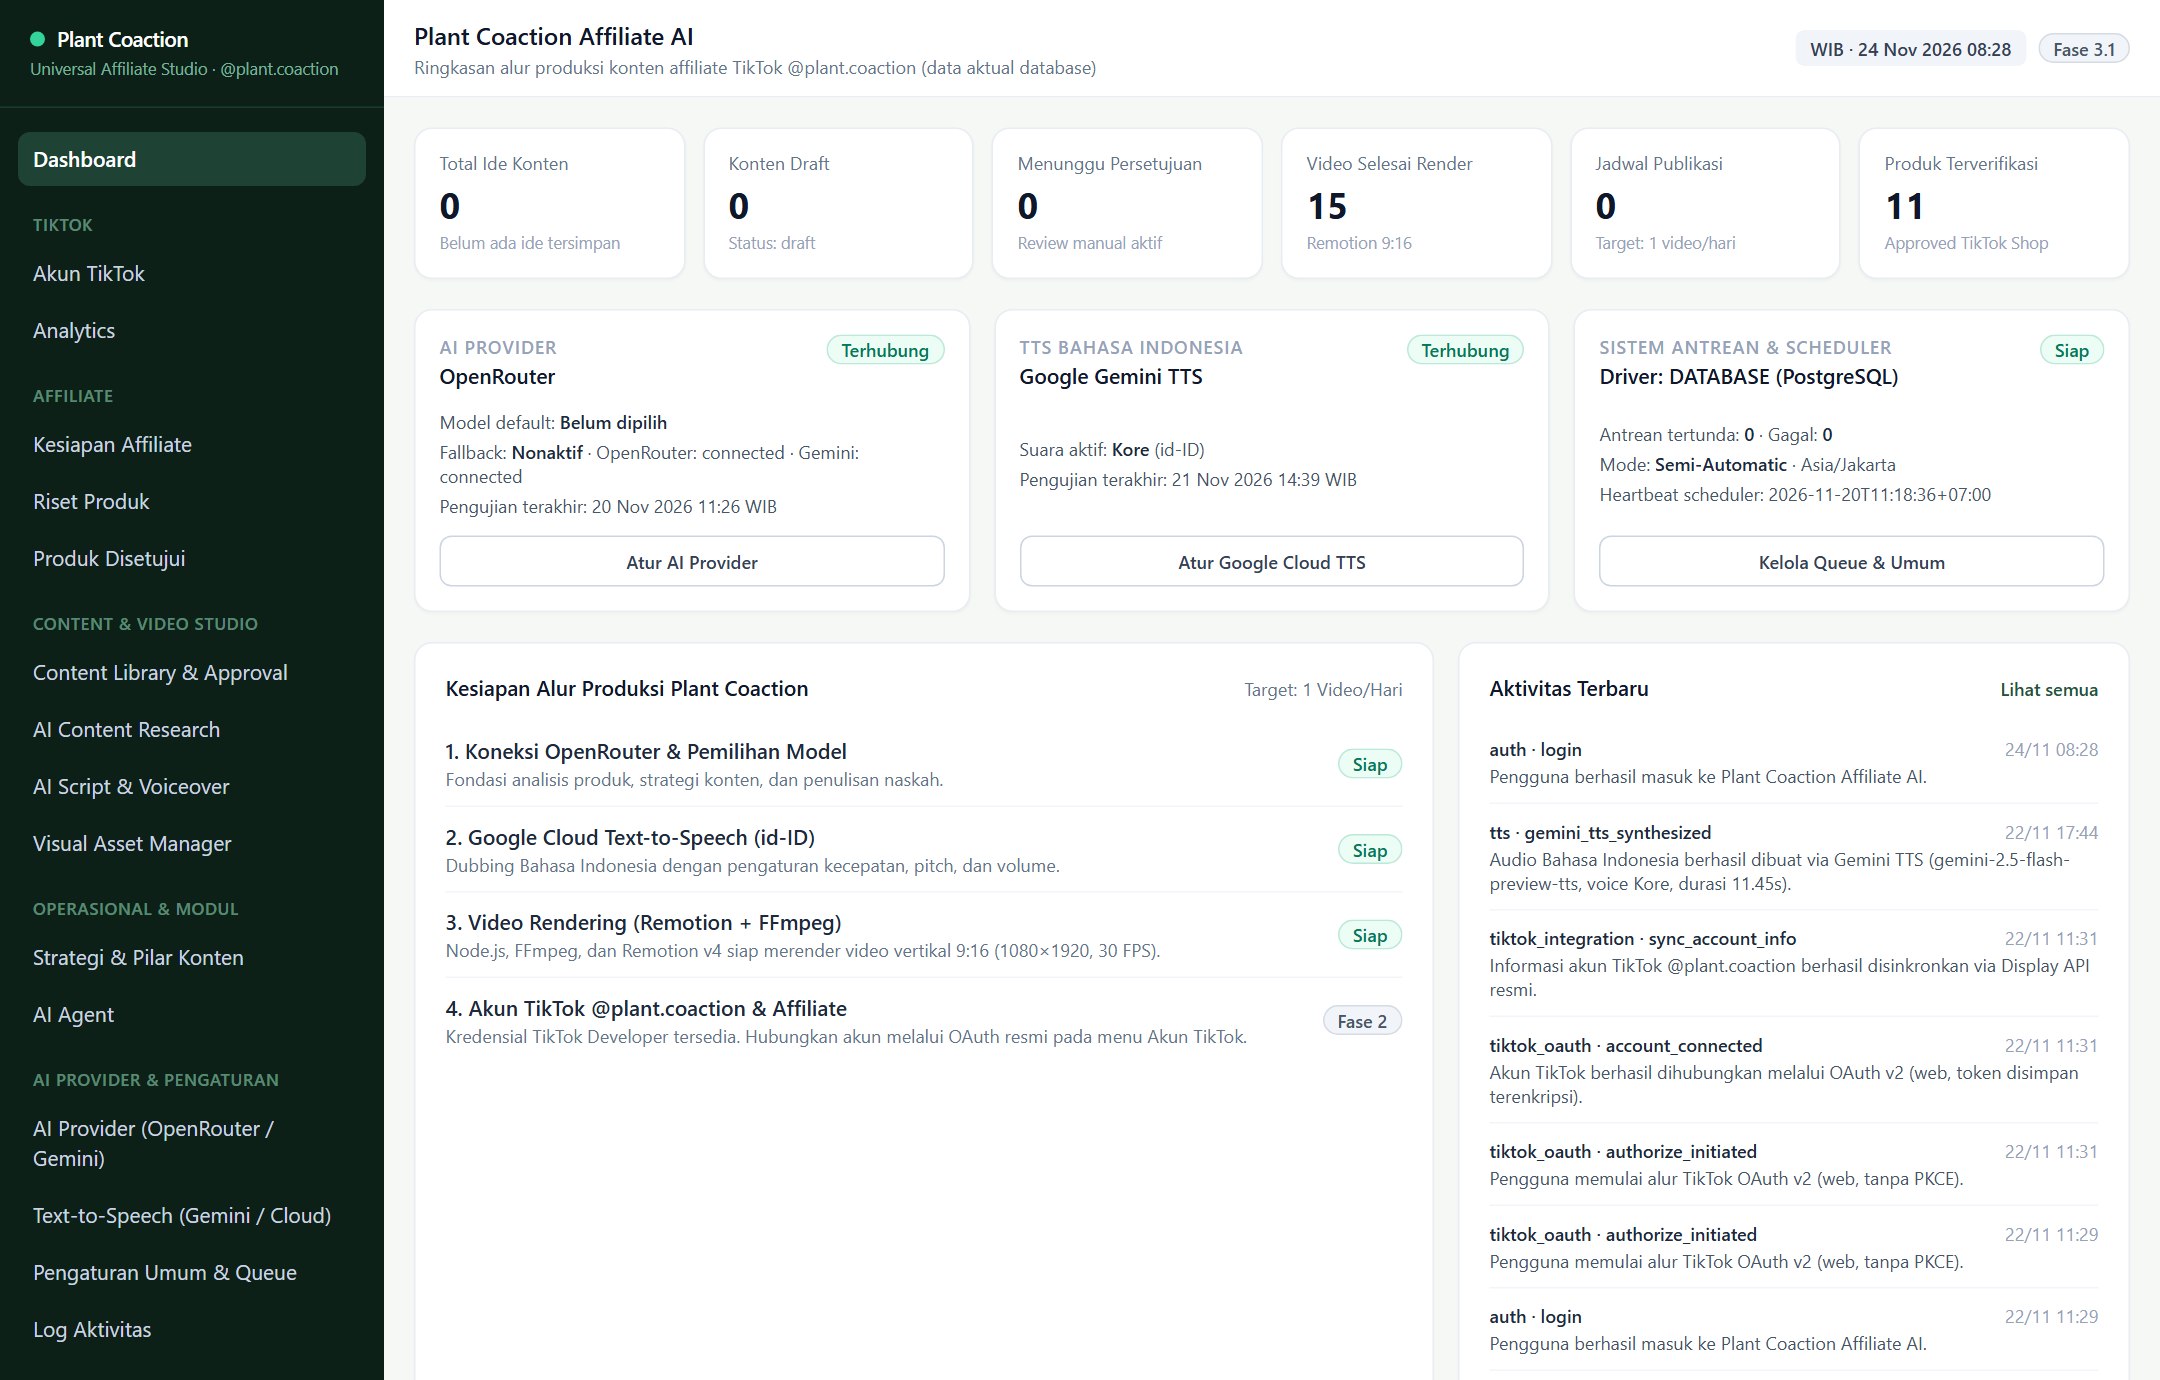 Plant Coaction
Universal Affiliate Studio · @plant.coaction
Dashboard
TIKTOK
Akun TikTok
Analytics
AFFILIATE
Kesiapan Affiliate
Riset Produk
Produk Disetujui
CONTENT & VIDEO STUDIO
Content Library & Approval
AI Content Research
AI Script & Voiceover
Visual Asset Manager
OPERASIONAL & MODUL
Strategi & Pilar Konten
AI Agent
AI PROVIDER & PENGATURAN
AI Provider (OpenRouter /
Gemini)
Text-to-Speech (Gemini / Cloud)
Pengaturan Umum & Queue
Log Aktivitas
Plant Coaction Affiliate AI
Ringkasan alur produksi konten affiliate TikTok @plant.coaction (data aktual database)
WIB · 24 Nov 2026 08:28
Fase 3.1
Total Ide Konten
0
Belum ada ide tersimpan
Konten Draft
0
Status: draft
Menunggu Persetujuan
0
Review manual aktif
Video Selesai Render
15
Remotion 9:16
Jadwal Publikasi
0
Target: 1 video/hari
Produk Terverifikasi
11
Approved TikTok Shop
AI PROVIDER
Terhubung
OpenRouter
Model default: Belum dipilih
Fallback: Nonaktif · OpenRouter: connected · Gemini:
connected
Pengujian terakhir: 20 Nov 2026 11:26 WIB
Atur AI Provider
TTS BAHASA INDONESIA
Terhubung
Google Gemini TTS
Suara aktif: Kore (id-ID)
Pengujian terakhir: 21 Nov 2026 14:39 WIB
Atur Google Cloud TTS
SISTEM ANTREAN & SCHEDULER
Siap
Driver: DATABASE (PostgreSQL)
Antrean tertunda: 0 · Gagal: 0
Mode: Semi-Automatic · Asia/Jakarta
Heartbeat scheduler: 2026-11-20T11:18:36+07:00
Kelola Queue & Umum
Kesiapan Alur Produksi Plant Coaction
Target: 1 Video/Hari
1. Koneksi OpenRouter & Pemilihan Model
Fondasi analisis produk, strategi konten, dan penulisan naskah.
Siap
2. Google Cloud Text-to-Speech (id-ID)
Dubbing Bahasa Indonesia dengan pengaturan kecepatan, pitch, dan volume.
Siap
3. Video Rendering (Remotion + FFmpeg)
Node.js, FFmpeg, dan Remotion v4 siap merender video vertikal 9:16 (1080×1920, 30 FPS).
Siap
4. Akun TikTok @plant.coaction & Affiliate
Kredensial TikTok Developer tersedia. Hubungkan akun melalui OAuth resmi pada menu Akun TikTok.
Fase 2
Aktivitas Terbaru
Lihat semua
auth · login
24/11 08:28
Pengguna berhasil masuk ke Plant Coaction Affiliate AI.
tts · gemini_tts_synthesized
22/11 17:44
Audio Bahasa Indonesia berhasil dibuat via Gemini TTS (gemini-2.5-flash-
preview-tts, voice Kore, durasi 11.45s).
tiktok_integration · sync_account_info
22/11 11:31
Informasi akun TikTok @plant.coaction berhasil disinkronkan via Display API
resmi.
tiktok_oauth · account_connected
22/11 11:31
Akun TikTok berhasil dihubungkan melalui OAuth v2 (web, token disimpan
terenkripsi).
tiktok_oauth · authorize_initiated
22/11 11:31
Pengguna memulai alur TikTok OAuth v2 (web, tanpa PKCE).
tiktok_oauth · authorize_initiated
22/11 11:29
Pengguna memulai alur TikTok OAuth v2 (web, tanpa PKCE).
auth · login
22/11 11:29
Pengguna berhasil masuk ke Plant Coaction Affiliate AI.